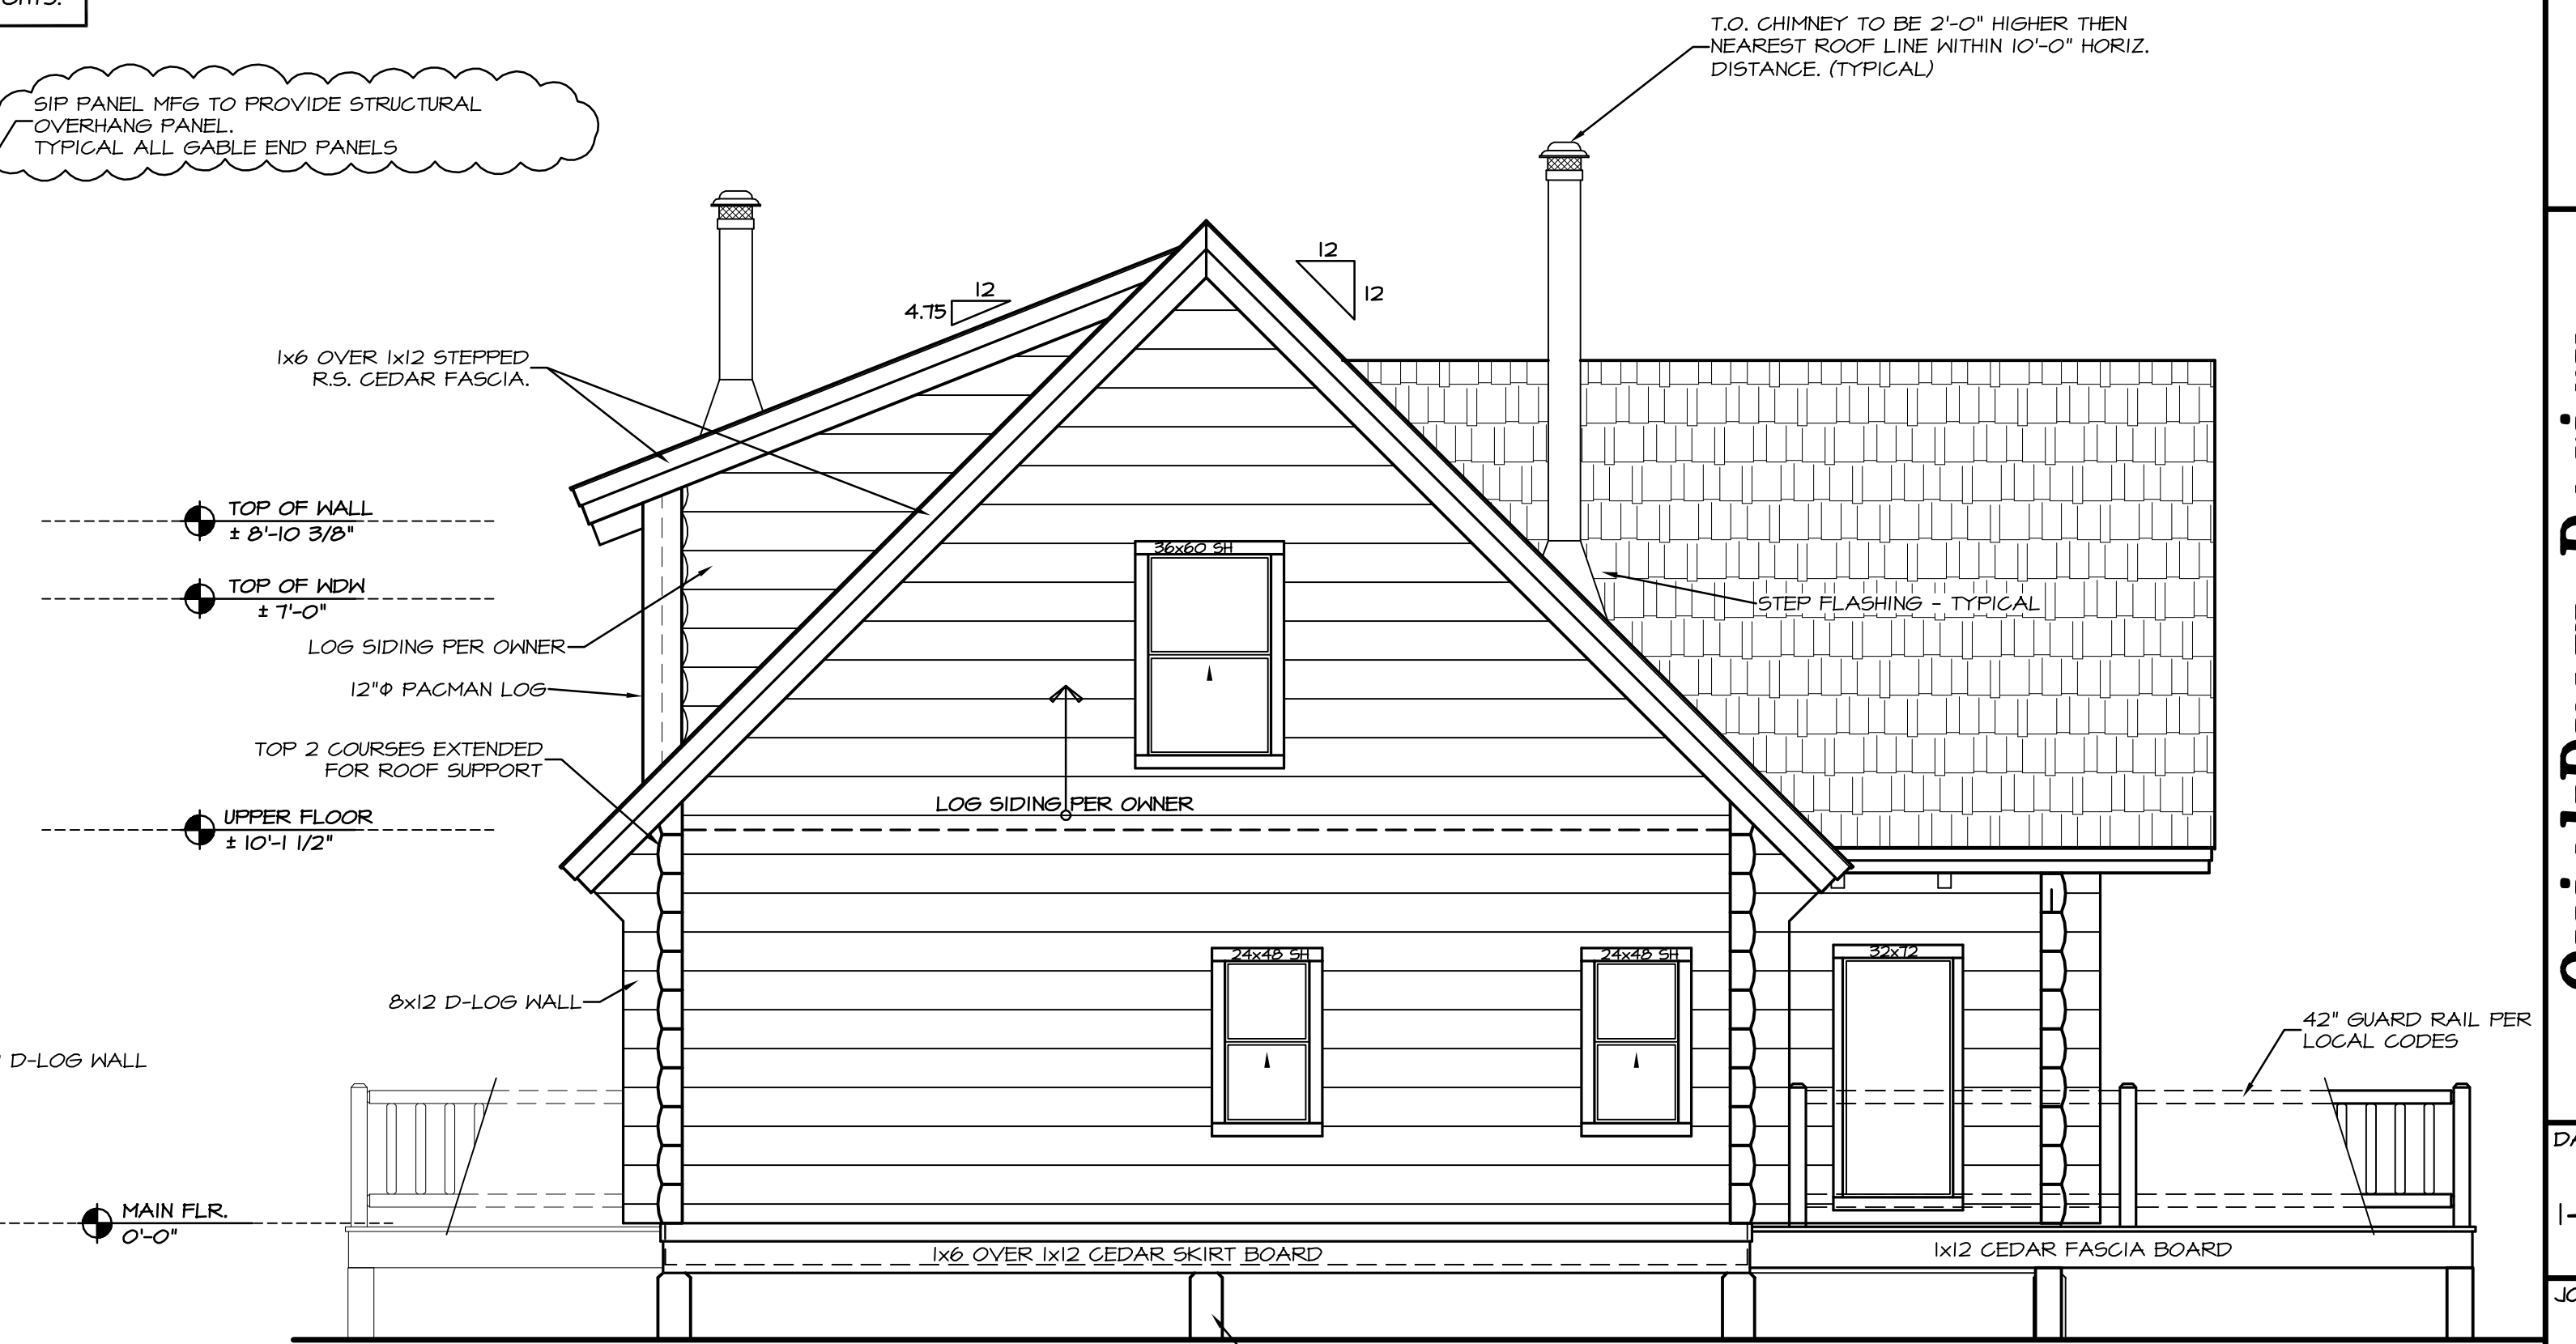 T.O. CHIMNEY TO BE 2'-0" HIGHER THEN
NEAREST ROOF LINE WITHIN 10'-0" HORIZ.
DISTANCE. (TYPICAL)
SIP PANEL MFG TO PROVIDE STRUCTURAL
OVERHANG PANEL.
TYPICAL ALL GABLE END PANELS
12
12
12
4.75
1x6 OVER 1x12 STEPPED
R.S. CEDAR FASCIA.
TOP OF WALL
± 8'-10 3/8"
36x60 SH
TOP OF WDW
± 7'-0"
STEP FLASHING - TYPICAL
LOG SIDING PER OWNER
12"Φ PACMAN LOG
TOP 2 COURSES EXTENDED
FOR ROOF SUPPORT
LOG SIDING PER OWNER
UPPER FLOOR
± 10'-1 1/2"
24x48 SH
24x48 SH
32x72
8x12 D-LOG WALL
42" GUARD RAIL PER
LOCAL CODES
D-LOG WALL
MAIN FLR.
0'-0"
1x6 OVER 1x12 CEDAR SKIRT BOARD
1x12 CEDAR FASCIA BOARD